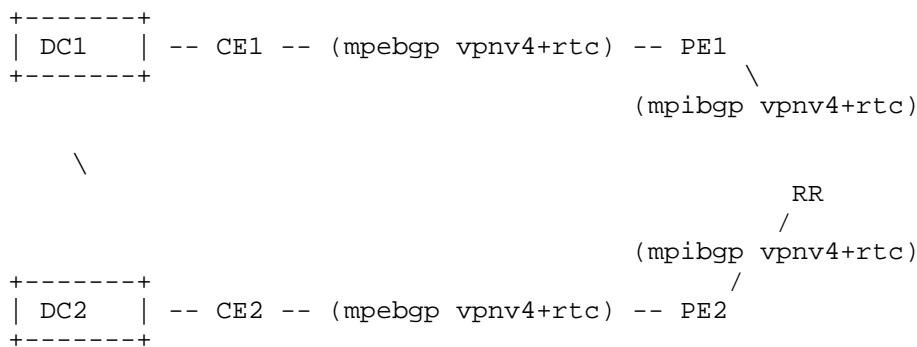 +-------+
| DC1   | -- CE1 -- (mpebgp vpnv4+rtc) -- PE1
+-------+                                    \
                                      (mpibgp vpnv4+rtc)
    \
                                               RR
                                              /
                                      (mpibgp vpnv4+rtc)
+-------+                                   /
| DC2   | -- CE2 -- (mpebgp vpnv4+rtc) -- PE2
+-------+